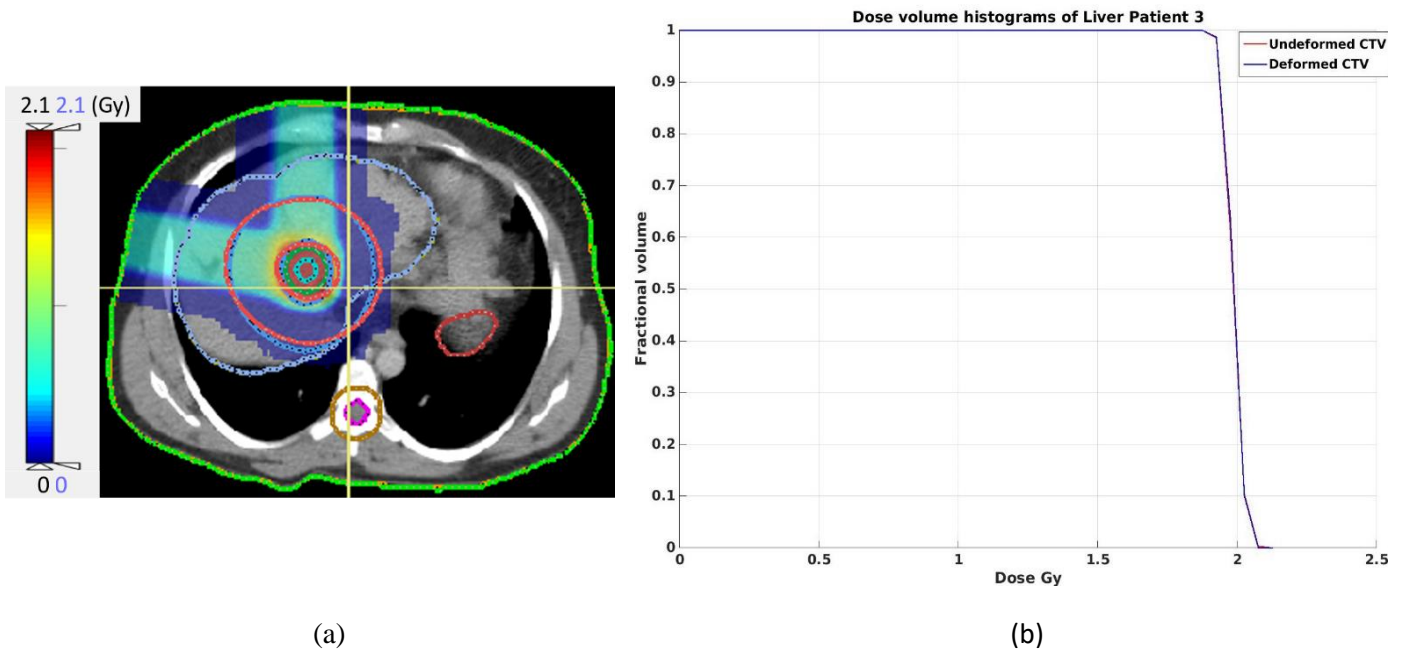 2.1 2.1 (Gy)
0 0
(a)
Dose volume histograms of Liver Patient 3
Undeformed CTV
Deformed CTV
1
0.9
0.8
0.7
0.6
0.5
0.4
0.3
0.2
0.1
0
Fractional volume
0 0.5 1 1.5 2 2.5
Dose Gy
(b)